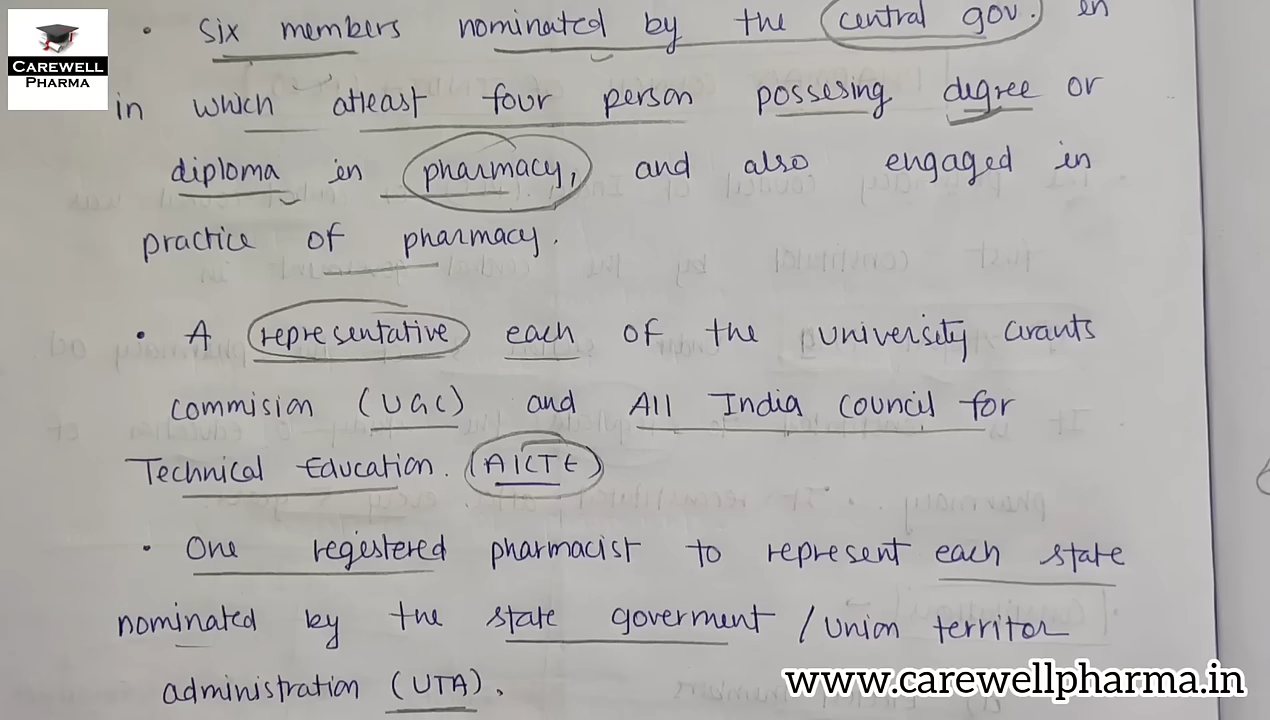 CAREWELL
PHARMA
• Six members nominated by the central gov. in
in which atleast four person possesing degree or
diploma in pharmacy, and also engaged in
practice of pharmacy.
• A representative each of the university Grants
commision (UGC) and All India Council for
Technical Education. (AICTE)
• One registered pharmacist to represent each state
nominated by the state goverment / Union territor
administration (UTA).
www.carewellpharma.in